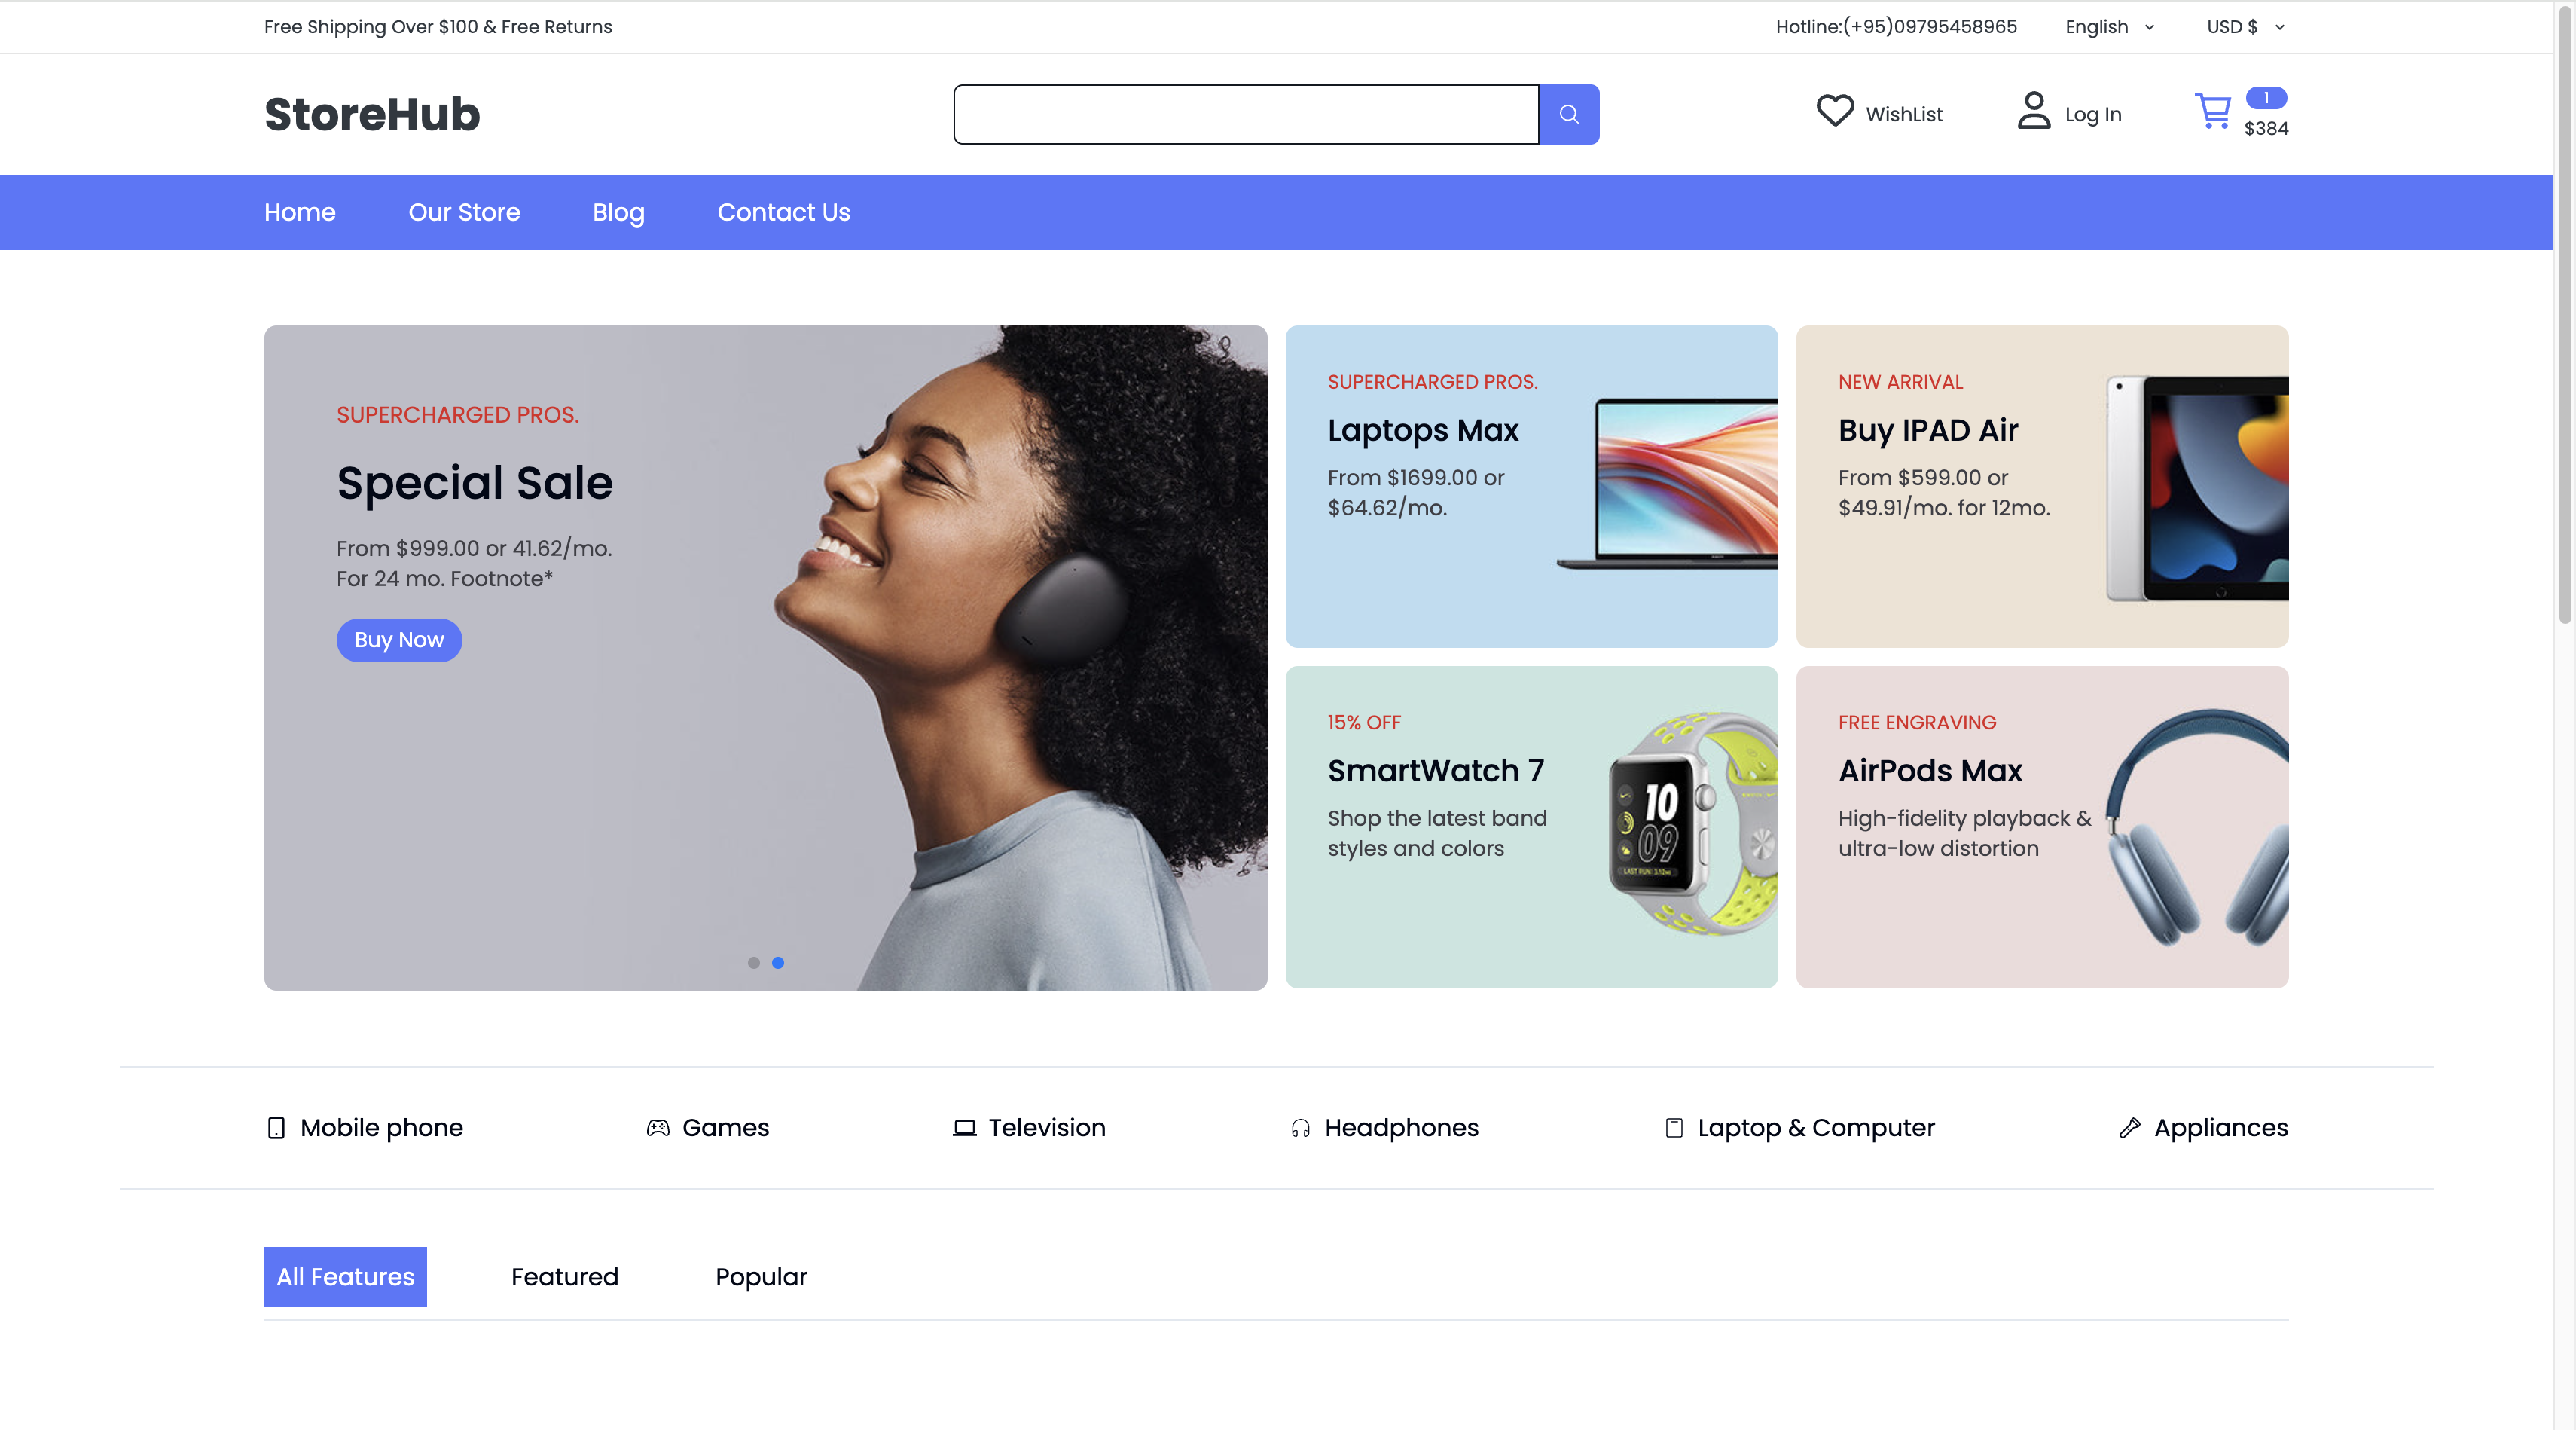 Free Shipping Over $100 & Free Returns
Hotline:(+95)09795458965
English
USD $
StoreHub
WishList
Log In
1
$384
Home
Our Store
Blog
Contact Us
SUPERCHARGED PROS.
Special Sale
From $999.00 or 41.62/mo.
For 24 mo. Footnote*
Buy Now
SUPERCHARGED PROS.
Laptops Max
From $1699.00 or
$64.62/mo.
NEW ARRIVAL
Buy IPAD Air
From $599.00 or
$49.91/mo. for 12mo.
15% OFF
SmartWatch 7
Shop the latest band
styles and colors
10
09
LAST RUN: 3.12mi
FREE ENGRAVING
AirPods Max
High-fidelity playback &
ultra-low distortion
Mobile phone
Games
Television
Headphones
Laptop & Computer
Appliances
All Features
Featured
Popular